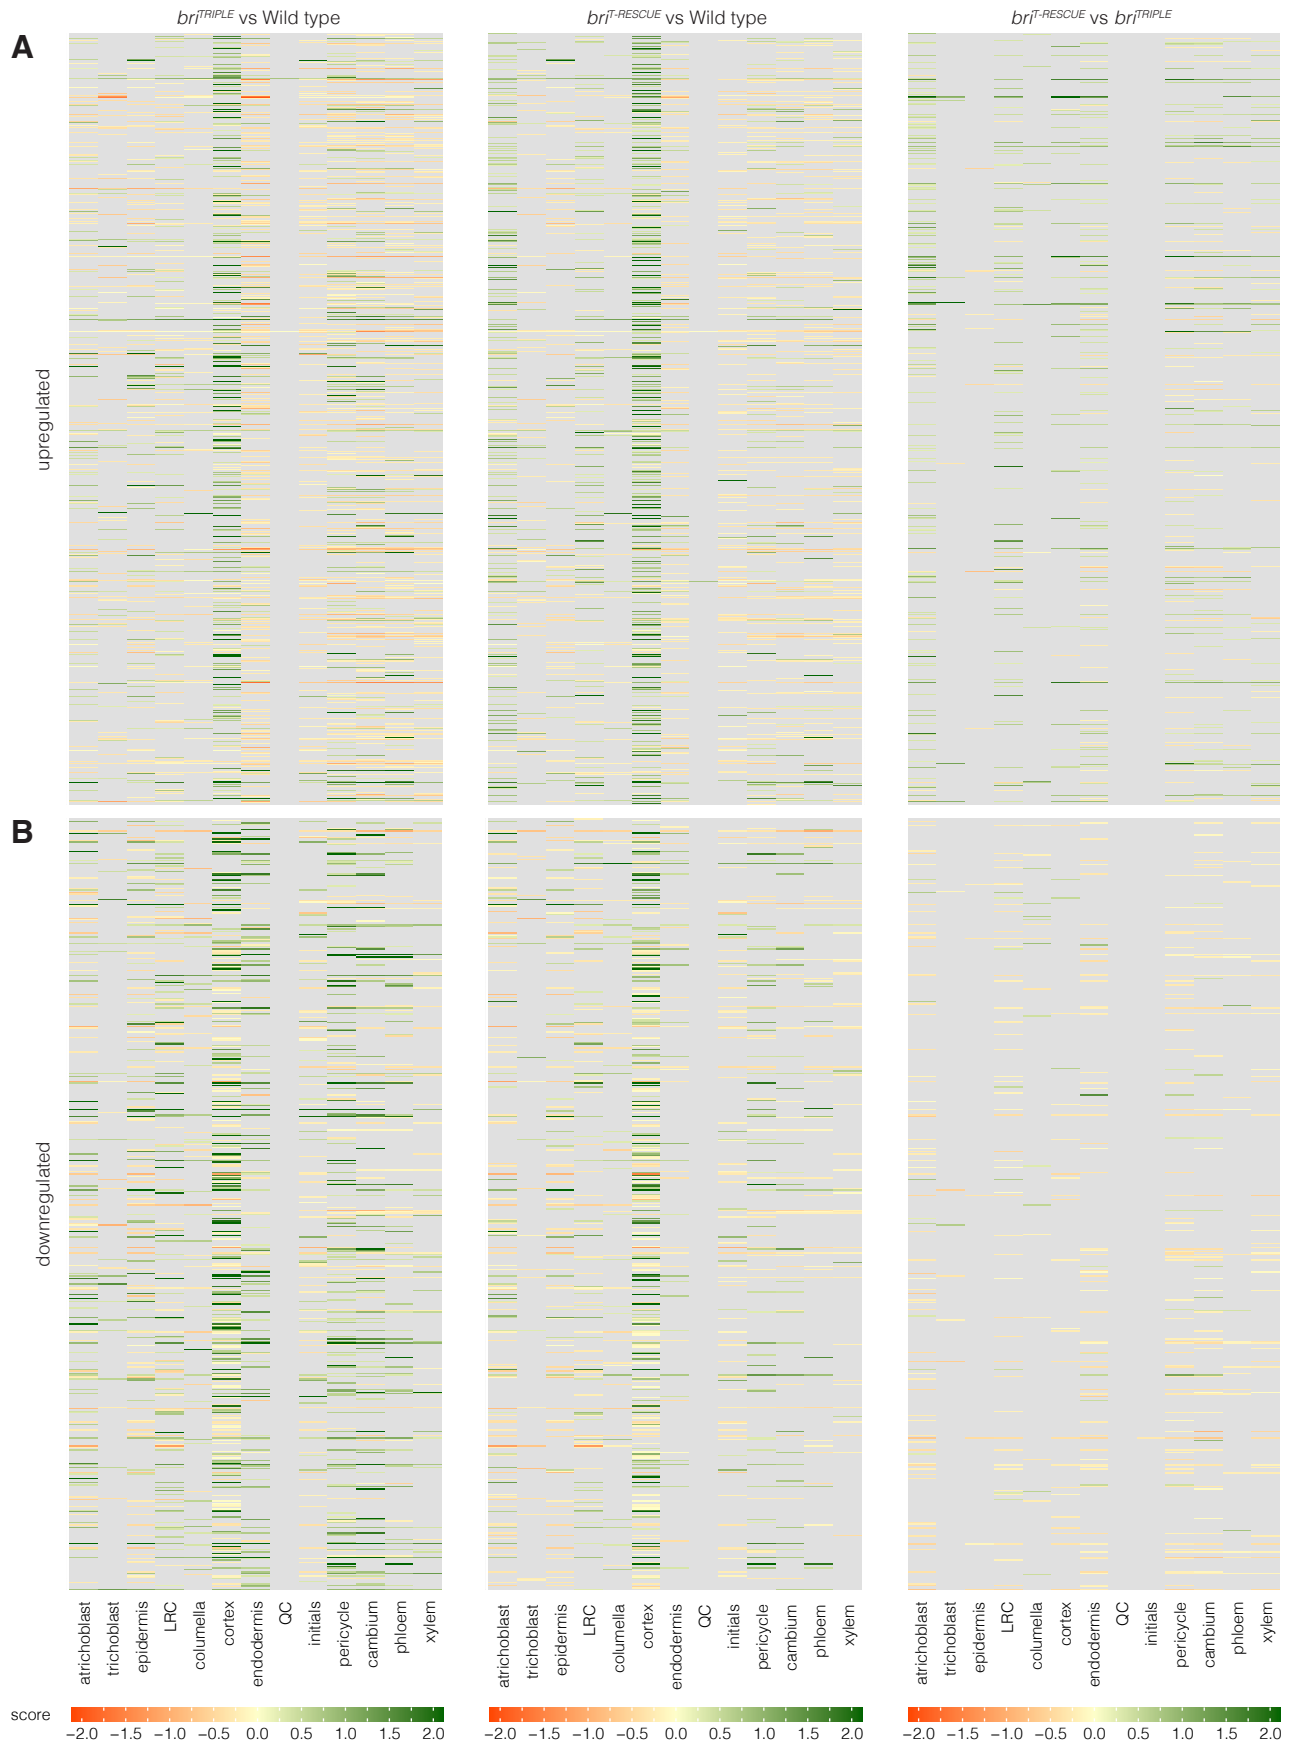 bri^TRIPLE vs Wild type
bri^T-RESCUE vs Wild type
bri^T-RESCUE vs bri^TRIPLE
A
upregulated
B
downregulated
atrichoblast trichoblast epidermis LRC columella cortex endodermis QC initials pericycle cambium phloem xylem
atrichoblast trichoblast epidermis LRC columella cortex endodermis QC initials pericycle cambium phloem xylem
atrichoblast trichoblast epidermis LRC columella cortex endodermis QC initials pericycle cambium phloem xylem
score
−2.0 −1.5 −1.0 −0.5 0.0 0.5 1.0 1.5 2.0
−2.0 −1.5 −1.0 −0.5 0.0 0.5 1.0 1.5 2.0
−2.0 −1.5 −1.0 −0.5 0.0 0.5 1.0 1.5 2.0